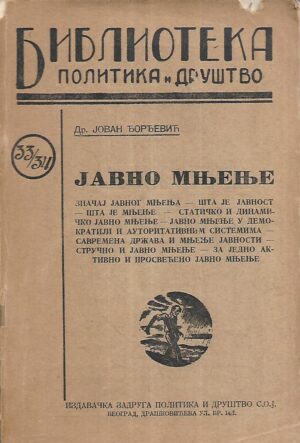 БИБЛИОТЕКА
ПОЛИТИКА И ДРУШТВО
33/34
Др. ЈОВАН ЂОРЂЕВИЋ
ЈАВНО МЊЕЊЕ
ЗНАЧАЈ ЈАВНОГ МЊЕЊА — ШТА ЈЕ ЈАВНОСТ
— ШТА ЈЕ МЊЕЊЕ — СТАТИЧКО И ДИНАМИ-
ЧКО ЈАВНО МЊЕЊЕ — ЈАВНО МЊЕЊЕ У ДЕМО-
КРАТИЈИ И АУТОРИТАТИВНИМ СИСТЕМИМА —
САВРЕМЕНА ДРЖАВА И МЊЕЊЕ ЈАВНОСТИ —
СТРУЧНО И ЈАВНО МЊЕЊЕ — ЗА ЈЕДНО АК-
ТИВНО И ПРОСВЕЋЕНО ЈАВНО МЊЕЊЕ
ИЗДАВАЧКА ЗАДРУГА ПОЛИТИКА И ДРУШТВО С.О.Ј.
БЕОГРАД, ДРАШКОВИЋЕВА УЛ. БР.